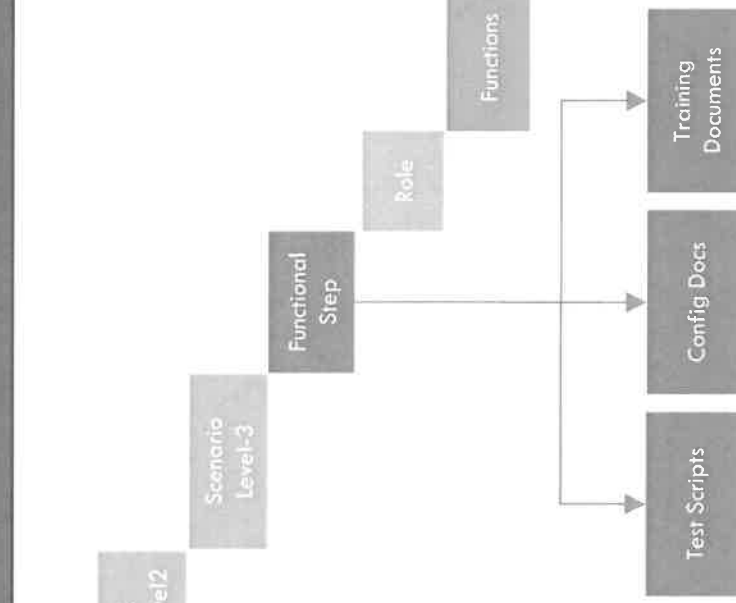 Scenario
Level-3
Functional
Step
Role
Functions
Test Scripts
Config Docs
Training
Documents